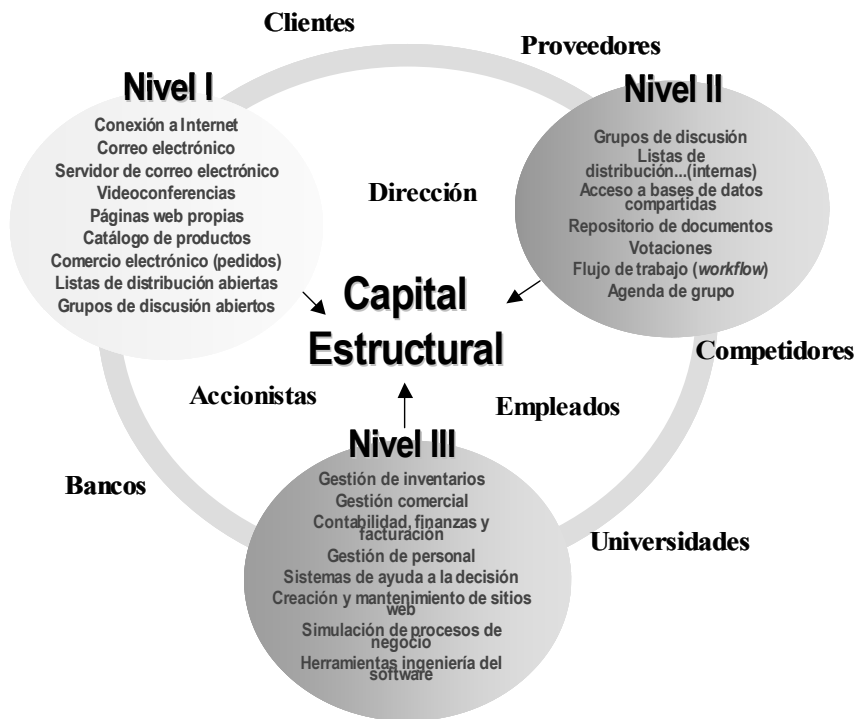 Clientes
Proveedores
Nivel I
Conexión a Internet
Correo electrónico
Servidor de correo electrónico
Videoconferencias
Páginas web propias
Catálogo de productos
Comercio electrónico (pedidos)
Listas de distribución abiertas
Grupos de discusión abiertos
Nivel II
Grupos de discusión
Listas de
distribución...(internas)
Acceso a bases de datos
compartidas
Repositorio de documentos
Votaciones
Flujo de trabajo (workflow)
Agenda de grupo
Dirección
Capital
Estructural
Competidores
Accionistas
Empleados
Bancos
Universidades
Nivel III
Gestión de inventarios
Gestión comercial
Contabilidad, finanzas y
facturación
Gestión de personal
Sistemas de ayuda a la decisión
Creación y mantenimiento de sitios
web
Simulación de procesos de
negocio
Herramientas ingeniería del
software